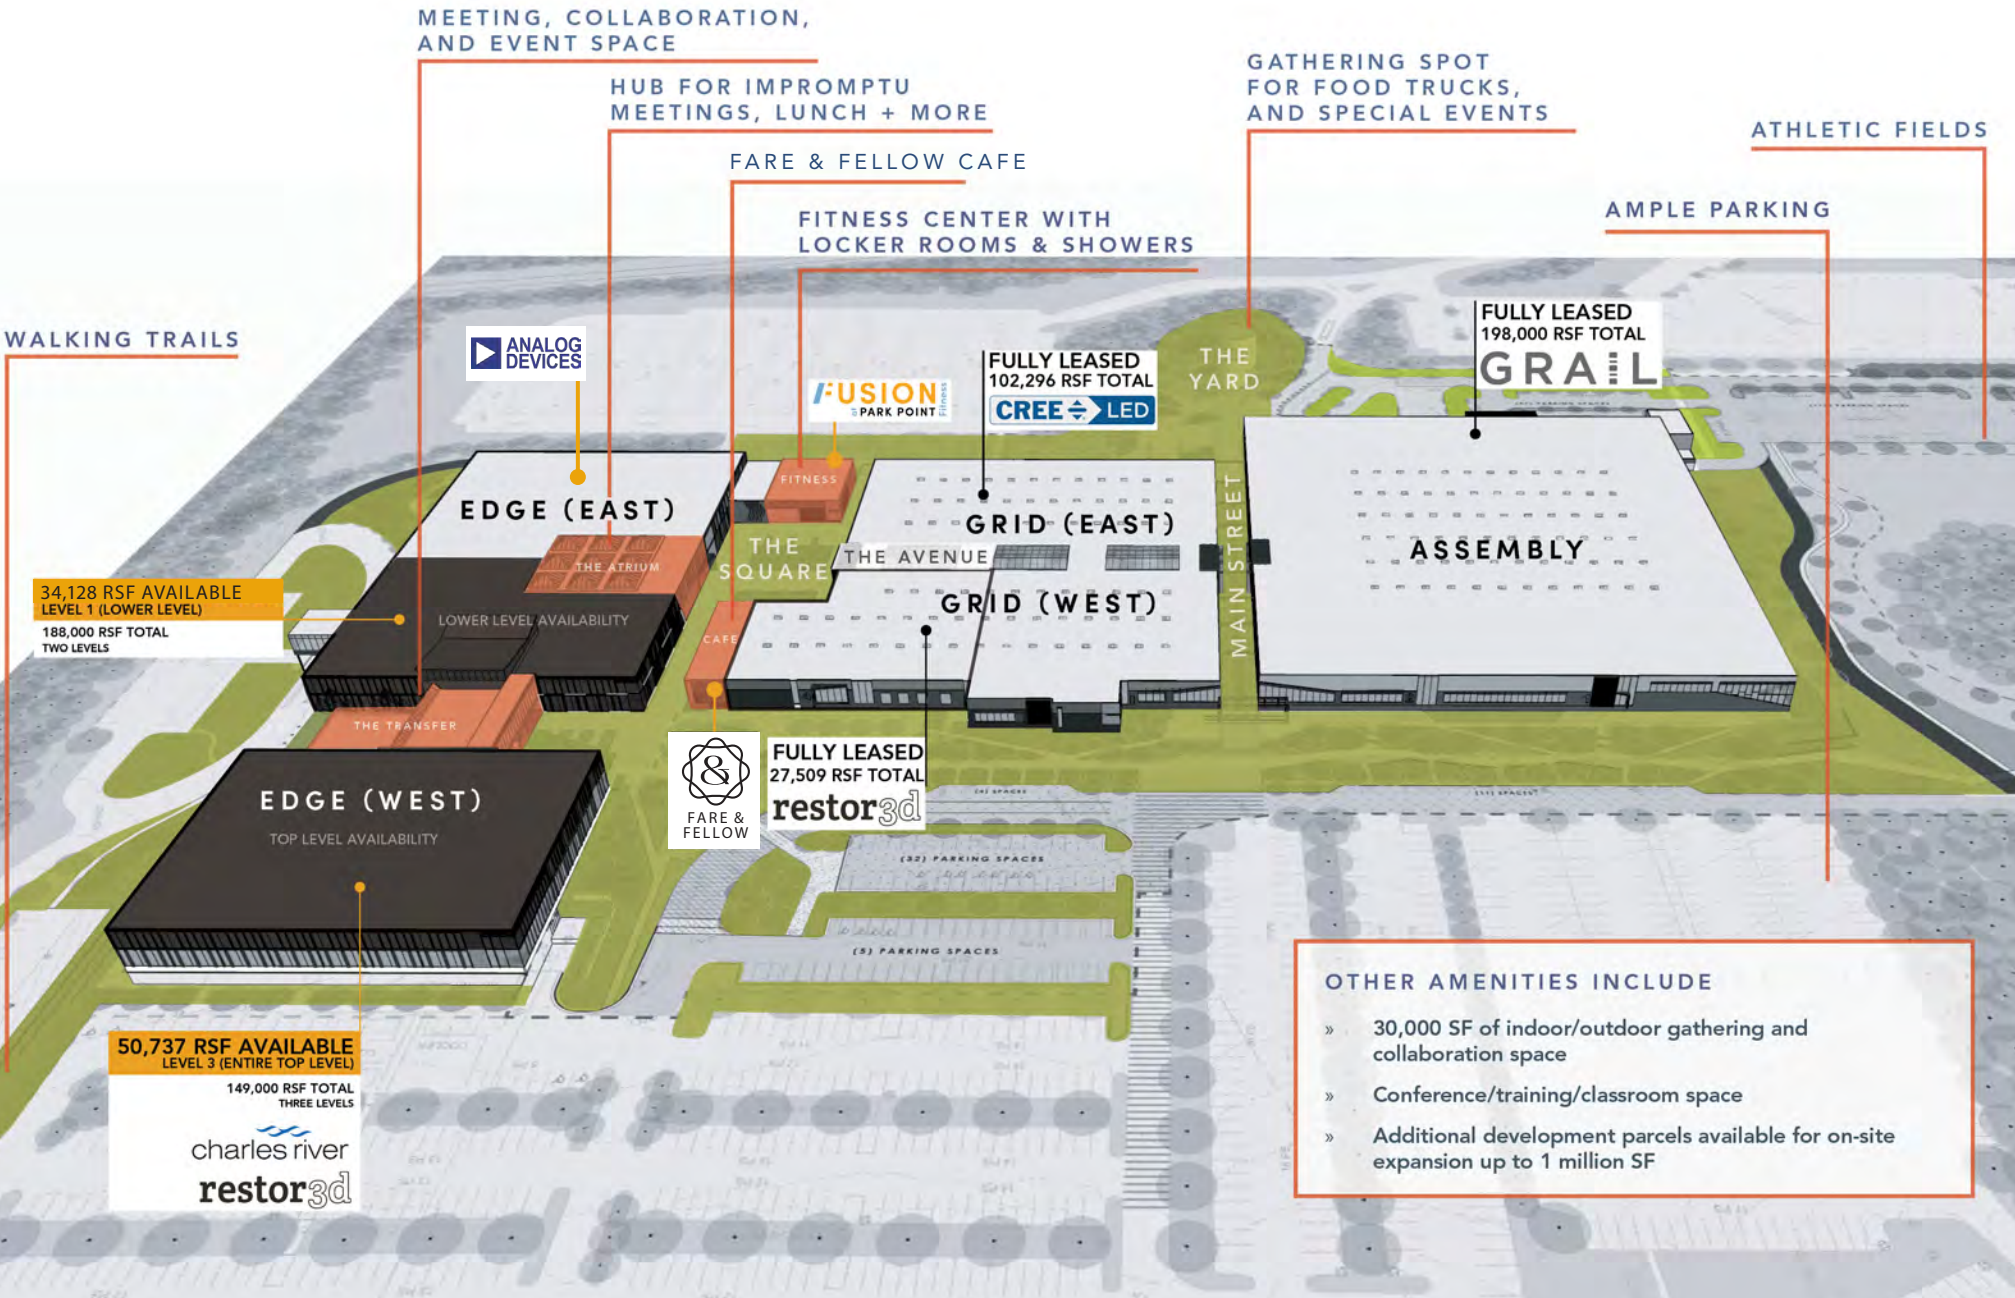 MEETING, COLLABORATION,
AND EVENT SPACE
HUB FOR IMPROMPTU
MEETINGS, LUNCH + MORE
FARE & FELLOW CAFE
FITNESS CENTER WITH
LOCKER ROOMS & SHOWERS
GATHERING SPOT
FOR FOOD TRUCKS,
AND SPECIAL EVENTS
ATHLETIC FIELDS
AMPLE PARKING
WALKING TRAILS
ANALOG
DEVICES
FUSION
at PARK POINT
Fitness
FULLY LEASED
102,296 RSF TOTAL
CREE LED
THE
YARD
FULLY LEASED
198,000 RSF TOTAL
GRAIL
EDGE (EAST)
FITNESS
THE
SQUARE
THE ATRIUM
GRID (EAST)
THE AVENUE
GRID (WEST)
MAIN STREET
ASSEMBLY
34,128 RSF AVAILABLE
LEVEL 1 (LOWER LEVEL)
188,000 RSF TOTAL
TWO LEVELS
LOWER LEVEL AVAILABILITY
CAFE
THE TRANSFER
EDGE (WEST)
TOP LEVEL AVAILABILITY
&
FARE &
FELLOW
FULLY LEASED
27,509 RSF TOTAL
restor3d
(32) PARKING SPACES
(5) PARKING SPACES
50,737 RSF AVAILABLE
LEVEL 3 (ENTIRE TOP LEVEL)
149,000 RSF TOTAL
THREE LEVELS
charles river
restor3d
OTHER AMENITIES INCLUDE
» 30,000 SF of indoor/outdoor gathering and
collaboration space
» Conference/training/classroom space
» Additional development parcels available for on-site
expansion up to 1 million SF